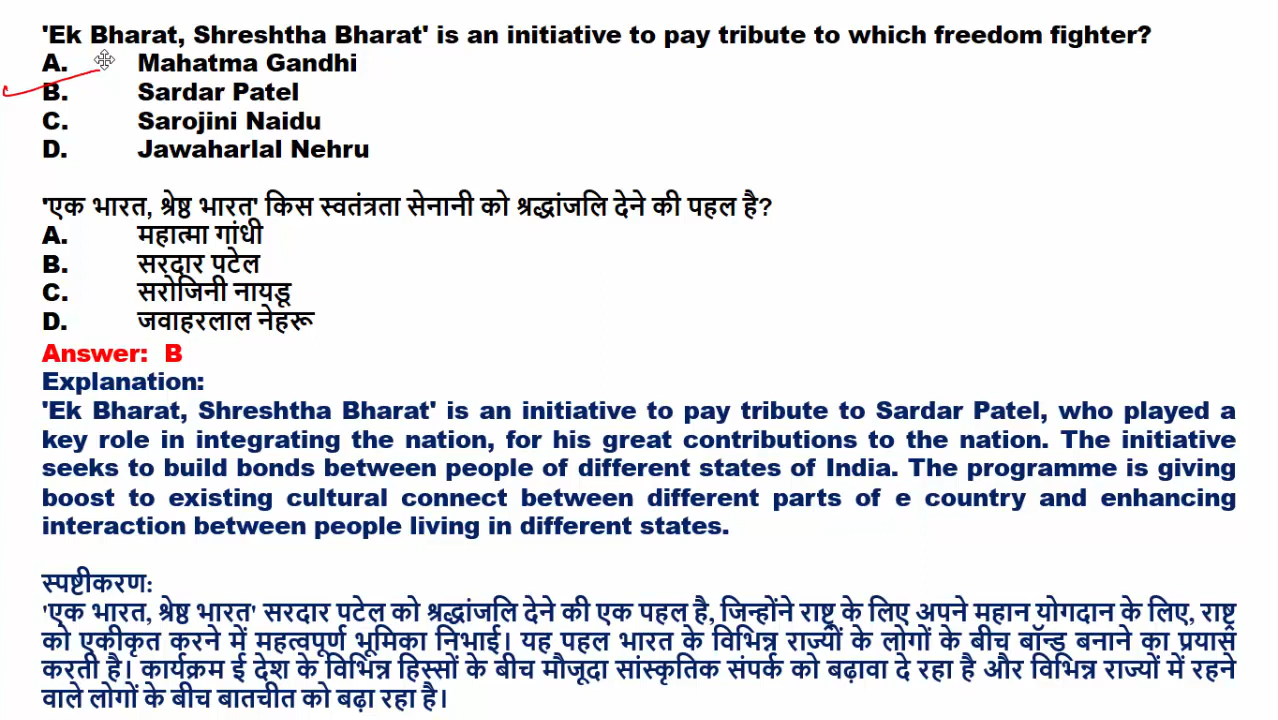 'Ek Bharat, Shreshtha Bharat' is an initiative to pay tribute to which freedom fighter?
A. Mahatma Gandhi
B. Sardar Patel
C. Sarojini Naidu
D. Jawaharlal Nehru
'एक भारत, श्रेष्ठ भारत' किस स्वतंत्रता सेनानी को श्रद्धांजलि देने की पहल है?
A. महात्मा गांधी
B. सरदार पटेल
C. सरोजिनी नायडू
D. जवाहरलाल नेहरू
Answer: B
Explanation:
'Ek Bharat, Shreshtha Bharat' is an initiative to pay tribute to Sardar Patel, who played a
key role in integrating the nation, for his great contributions to the nation. The initiative
seeks to build bonds between people of different states of India. The programme is giving
boost to existing cultural connect between different parts of e country and enhancing
interaction between people living in different states.
स्पष्टीकरण:
'एक भारत, श्रेष्ठ भारत' सरदार पटेल को श्रद्धांजलि देने की एक पहल है, जिन्होंने राष्ट्र के लिए अपने महान योगदान के लिए, राष्ट्र
को एकीकृत करने में महत्वपूर्ण भूमिका निभाई। यह पहल भारत के विभिन्न राज्यों के लोगों के बीच बॉन्ड बनाने का प्रयास
करती है। कार्यक्रम ई देश के विभिन्न हिस्सों के बीच मौजूदा सांस्कृतिक संपर्क को बढ़ावा दे रहा है और विभिन्न राज्यों में रहने
वाले लोगों के बीच बातचीत को बढ़ा रहा है।